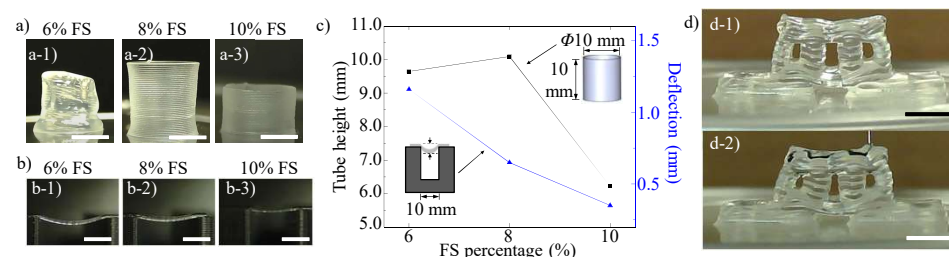 a)
6% FS
8% FS
10% FS
a-1)
a-2)
a-3)
b)
6% FS
8% FS
10% FS
b-1)
b-2)
b-3)
c)
Tube height (mm)
10.0
9.0
8.0
7.0
6.0
5.0
6
8
10
FS percentage (%)
Φ10 mm
10
mm
10 mm
1.5
1.0
0.5
Deflection (mm)
d)
d-1)
d-2)